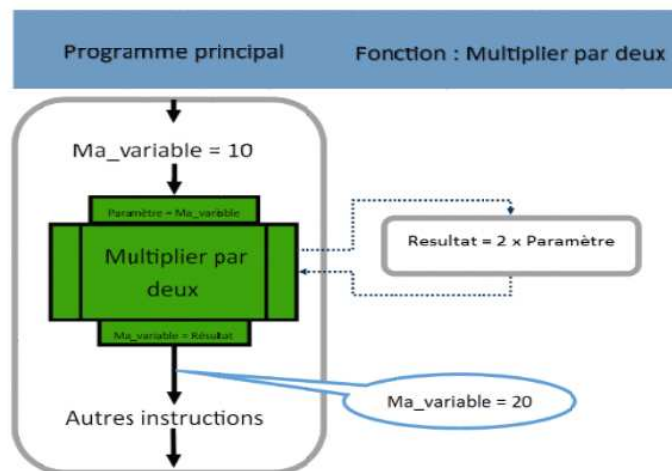 Programme principal
Fonction : Multiplier par deux
Ma_variable = 10
Paramètre = Ma_variable
Multiplier par
deux
Ma_variable = Résultat
Resultat = 2 x Paramètre
Ma_variable = 20
Autres instructions